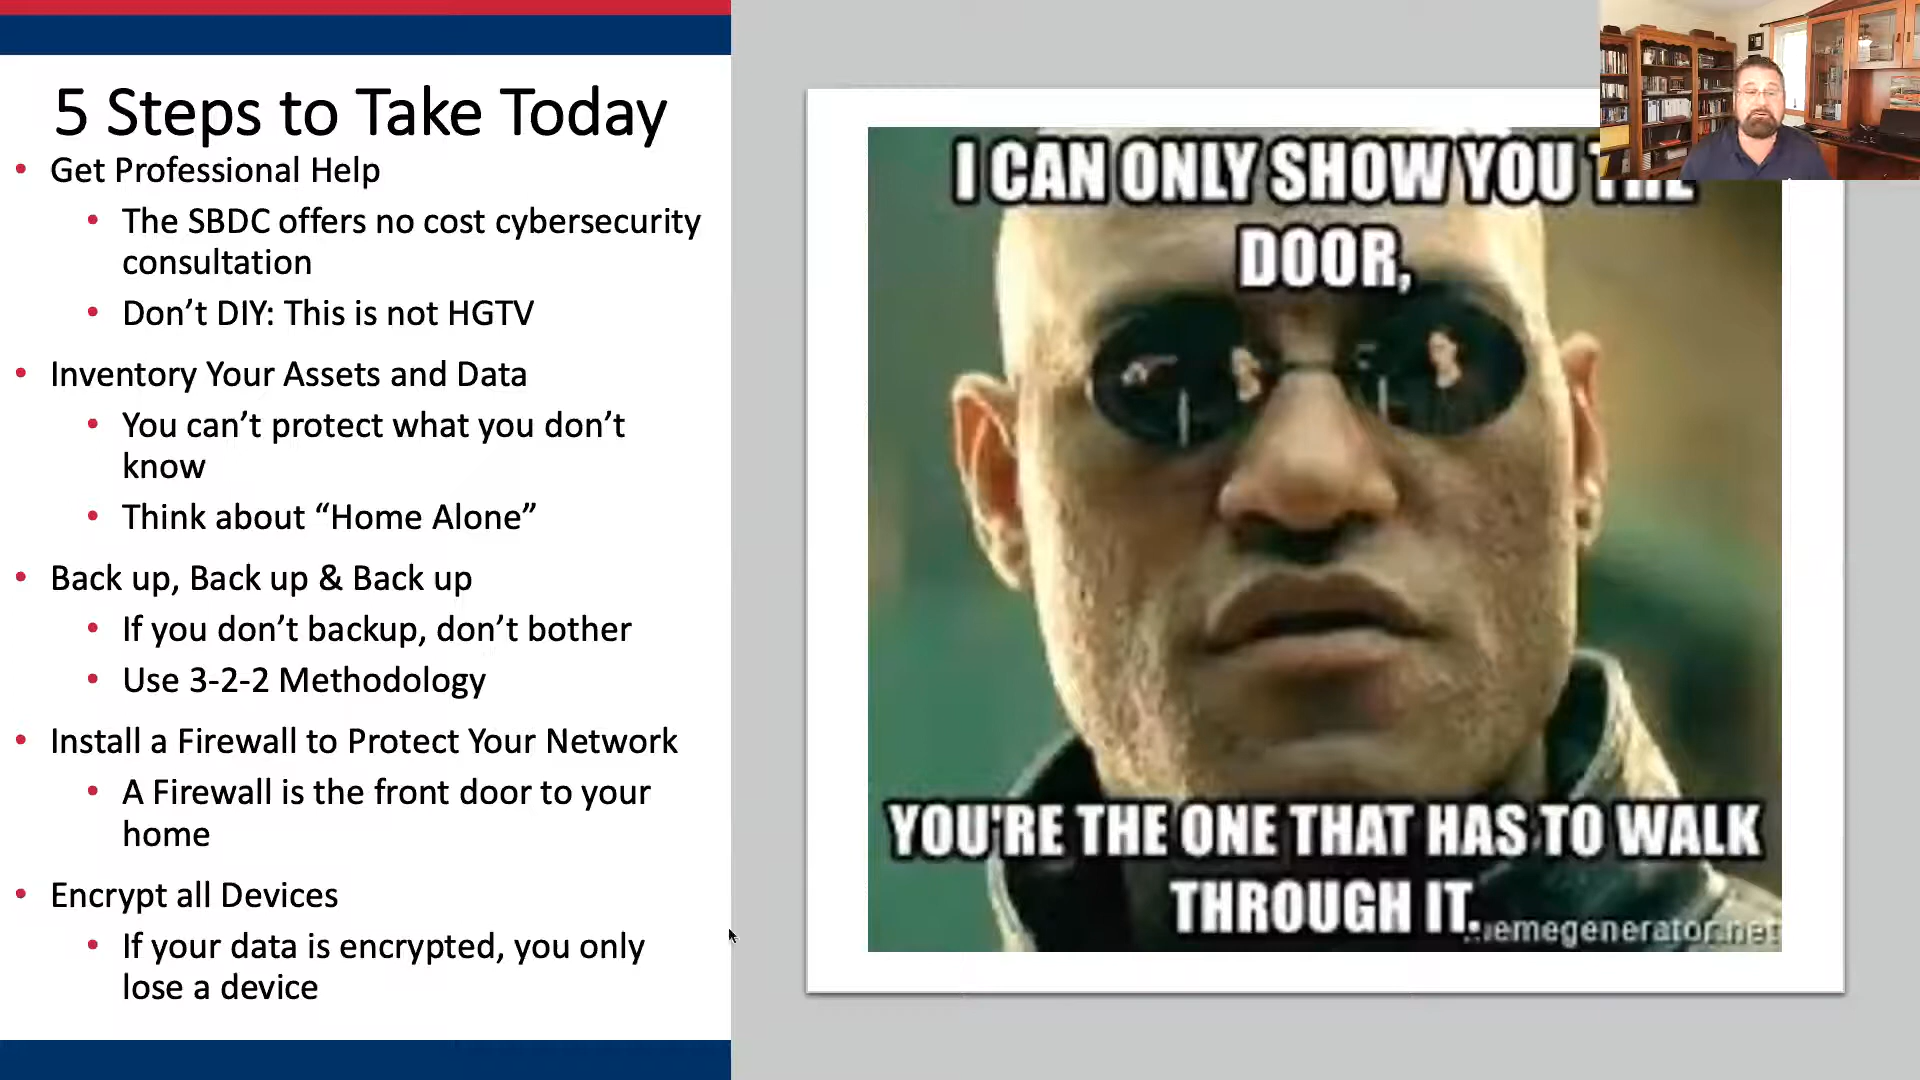 5 Steps to Take Today
• Get Professional Help
• The SBDC offers no cost cybersecurity
consultation
• Don’t DIY: This is not HGTV
• Inventory Your Assets and Data
• You can’t protect what you don’t
know
• Think about “Home Alone”
• Back up, Back up & Back up
• If you don’t backup, don’t bother
• Use 3-2-2 Methodology
• Install a Firewall to Protect Your Network
• A Firewall is the front door to your
home
• Encrypt all Devices
• If your data is encrypted, you only
lose a device
I CAN ONLY SHOW YOU THE
DOOR,
YOU'RE THE ONE THAT HAS TO WALK
THROUGH IT.
memegenerator.net